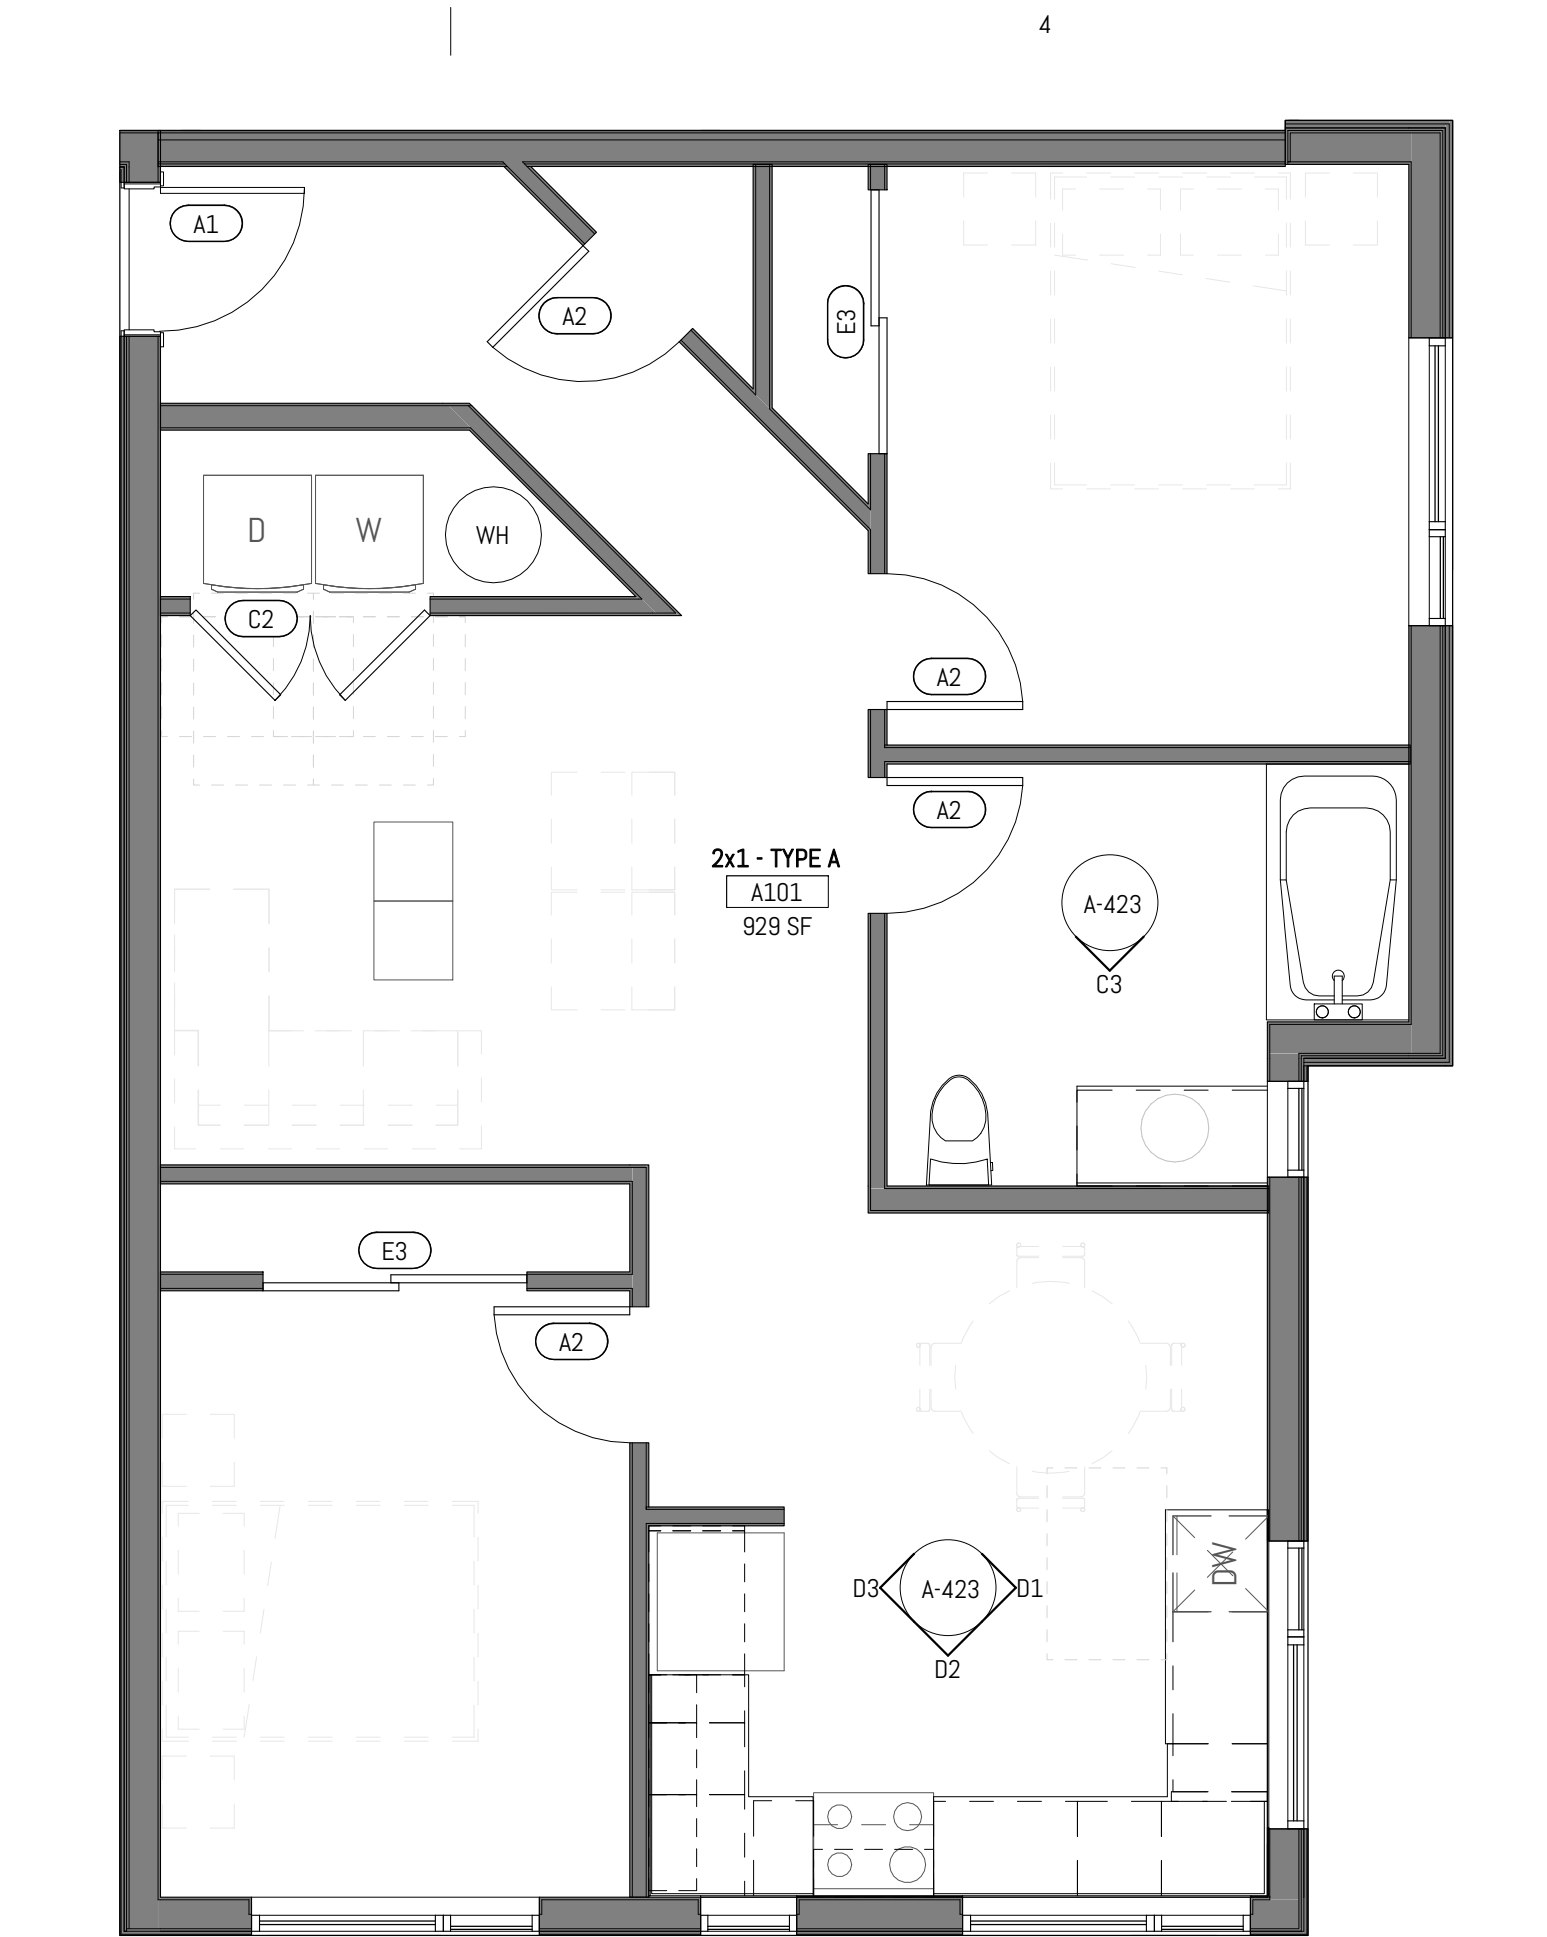 4
A1
A2
E3
D
W
WH
C2
A2
A2
2x1 - TYPE A
A101
929 SF
A-423
C3
E3
A2
DW
D3
A-423
D1
D2